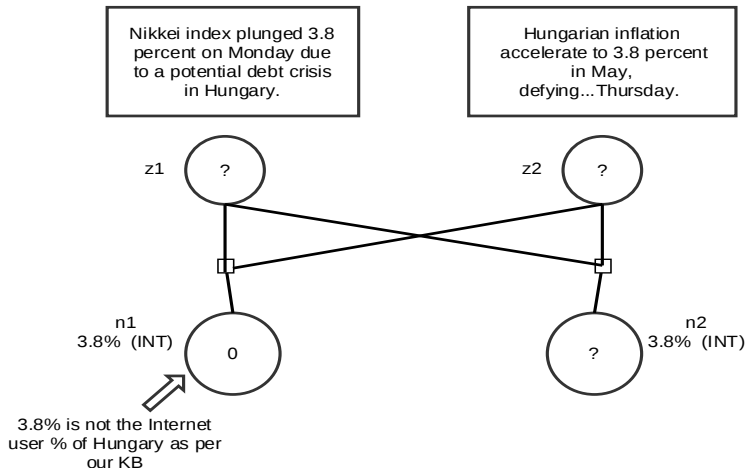 Nikkei index plunged 3.8
percent on Monday due
to a potential debt crisis
in Hungary.
Hungarian inflation
accelerate to 3.8 percent
in May,
defying...Thursday.
z1
?
z2
?
n1
3.8% (INT)
0
?
n2
3.8% (INT)
3.8% is not the Internet
user % of Hungary as per
our KB